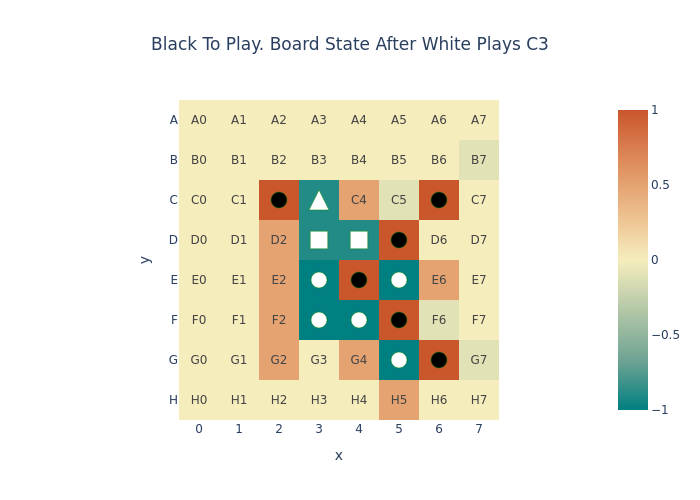 Black To Play. Board State After White Plays C3
A A0 A1 A2 A3 A4 A5 A6 A7
B B0 B1 B2 B3 B4 B5 B6 B7
C C0 C1 C4 C5 C7
D D0 D1 D2 D6 D7
E E0 E1 E2 E6 E7
F F0 F1 F2 F6 F7
G G0 G1 G2 G3 G4 G7
H H0 H1 H2 H3 H4 H5 H6 H7
0 1 2 3 4 5 6 7
x
y
1
0.5
0
−0.5
−1